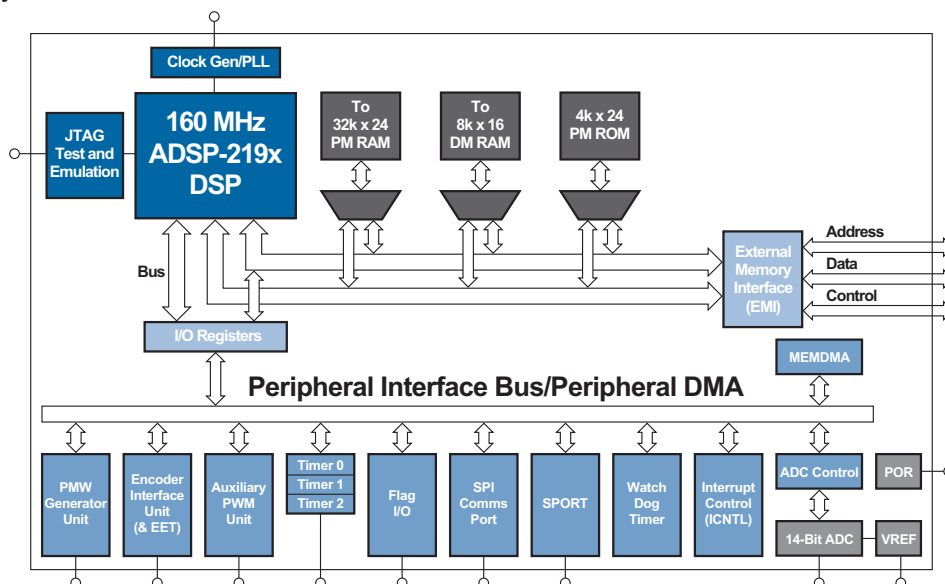 Clock Gen/PLL
JTAG
Test and
Emulation
160 MHz
ADSP-219x
DSP
To
32k x 24
PM RAM
To
8k x 16
DM RAM
4k x 24
PM ROM
Bus
External
Memory
Interface
(EMI)
Address
Data
Control
I/O Registers
MEMDMA
Peripheral Interface Bus/Peripheral DMA
PMW
Generator
Unit
Encoder
Interface
Unit
(& EET)
Auxiliary
PWM
Unit
Timer 0
Timer 1
Timer 2
Flag
I/O
SPI
Comms
Port
SPORT
Watch
Dog
Timer
Interrupt
Control
(ICNTL)
ADC Control
POR
14-Bit ADC
VREF